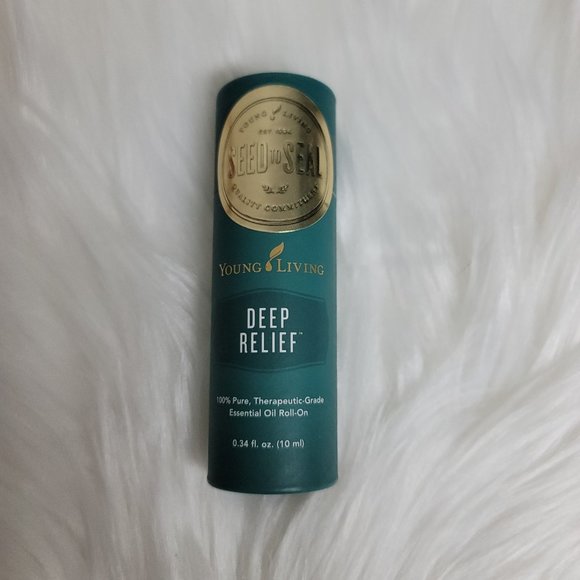 YOUNG LIVING
EST. 1994
SEED TO SEAL
QUALITY COMMITMENT
YOUNG LIVING
DEEP
RELIEF™
100% Pure, Therapeutic-Grade
Essential Oil Roll-On
0.34 fl. oz. (10 ml)